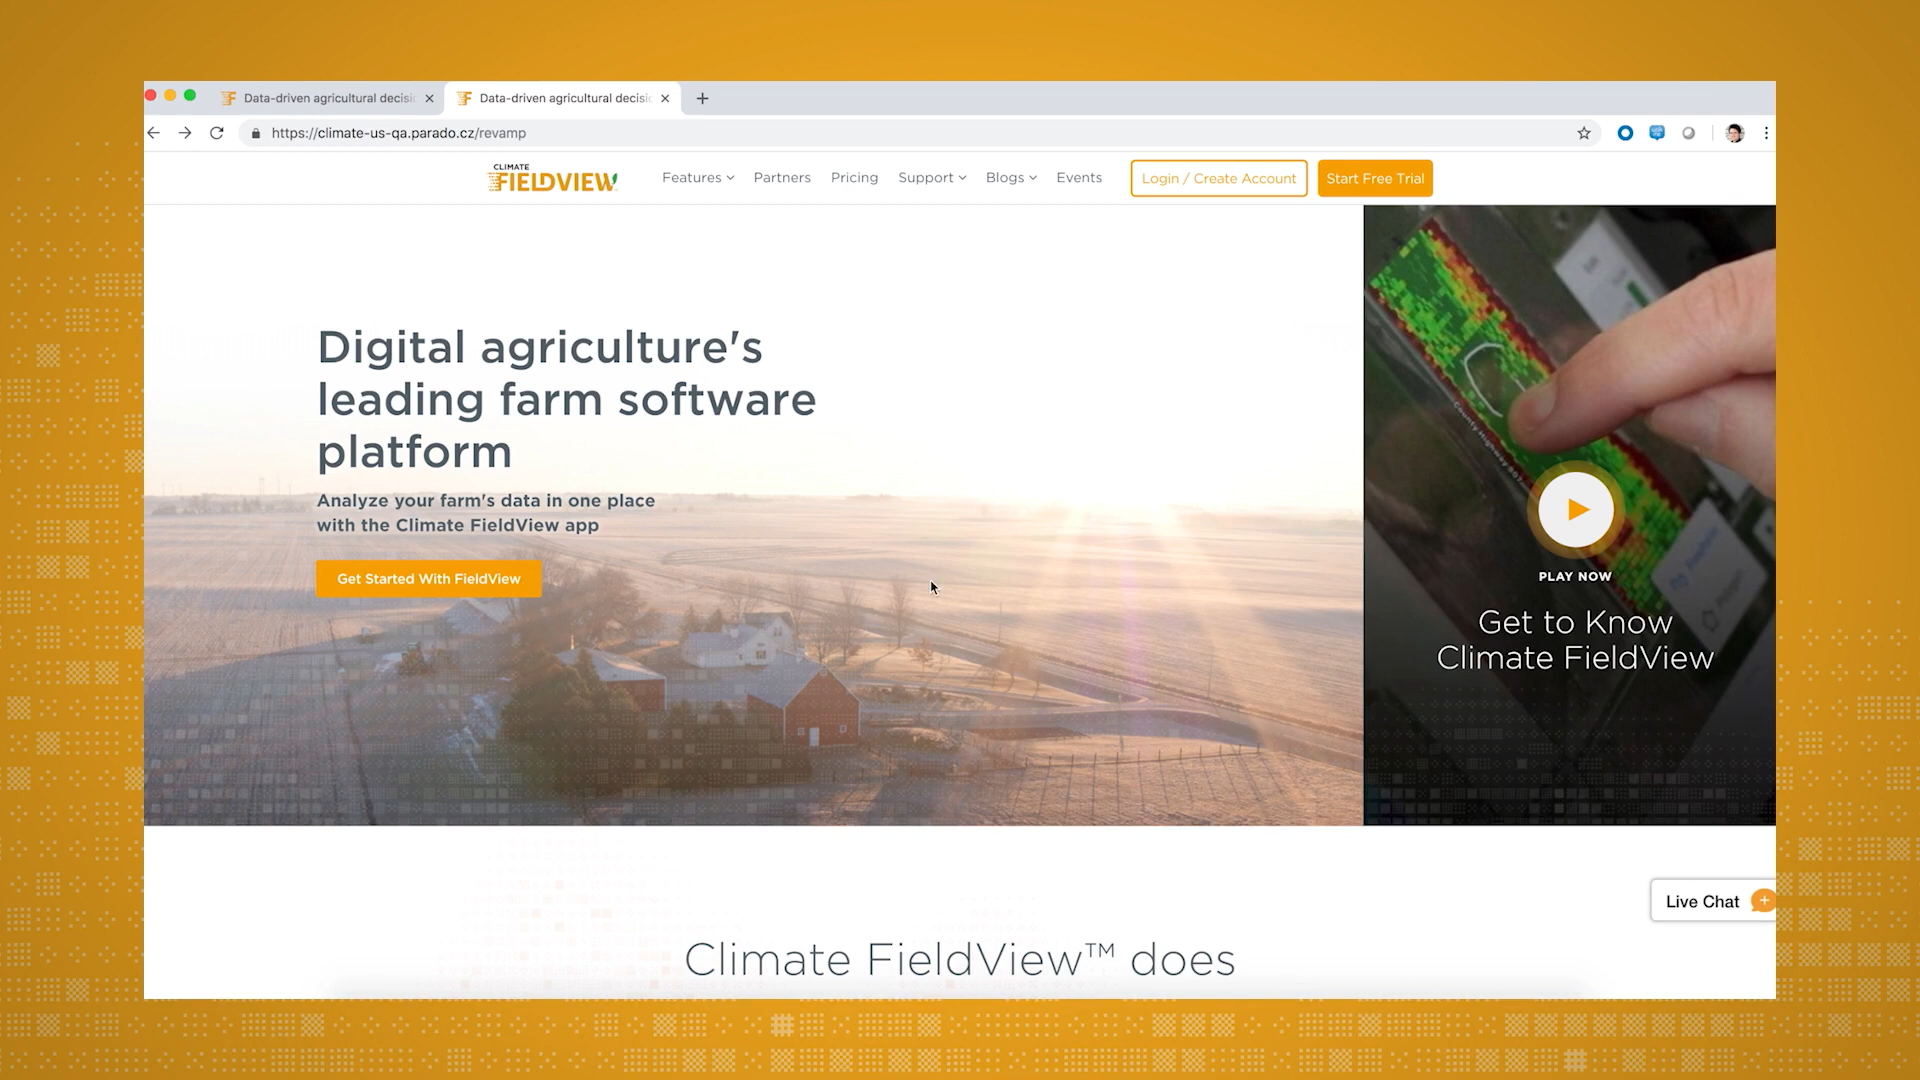 Data-driven agricultural decisi
Data-driven agricultural decisi
https://climate-us-qa.parado.cz/revamp
CLIMATE
FIELDVIEW
Features
Partners
Pricing
Support
Blogs
Events
Login / Create Account
Start Free Trial
Digital agriculture's
leading farm software
platform
Analyze your farm's data in one place
with the Climate FieldView app
Get Started With FieldView
PLAY NOW
Get to Know
Climate FieldView
Live Chat
Climate FieldView™ does